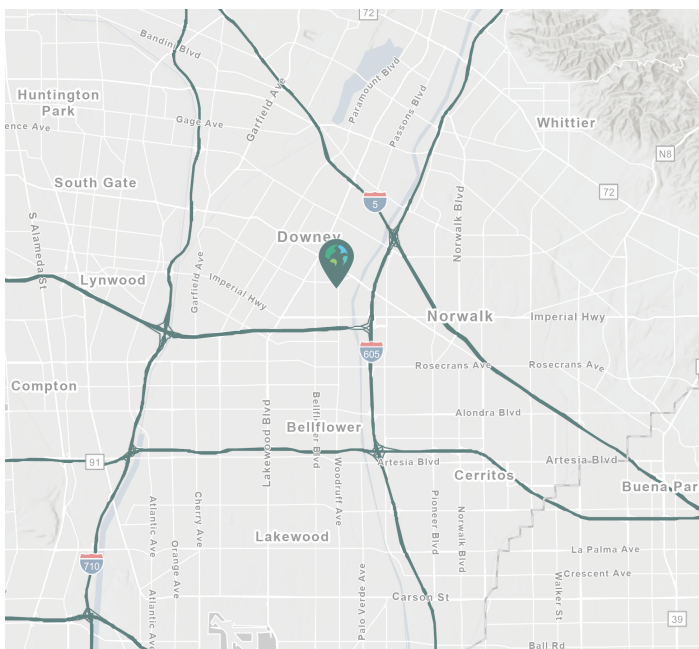 72
Bandini Blvd
Huntington
Park
Garfield Ave
Paramount Blvd
Passons Blvd
Gage Ave
ence Ave
Whittier
N8
South Gate
72
5
S Alameda St
Norwalk Blvd
Downey
Lynwood
Garfield Ave
Imperial Hwy
Norwalk
Imperial Hwy
605
Rosecrans Ave
Rosecrans Ave
Compton
Lakewood Blvd
Bellflower Blvd
Alondra Blvd
Bellflower
91
Woodruff Ave
Artesia Blvd
Artesia Blvd
Cerritos
Buena Par
Atlantic Ave
Cherry Ave
Pioneer Blvd
Norwalk Blvd
Lakewood
Orange Ave
La Palma Ave
710
Palo Verde Ave
Walker St
Crescent Ave
Carson St
Atlantic Ave
39
Ball Rd